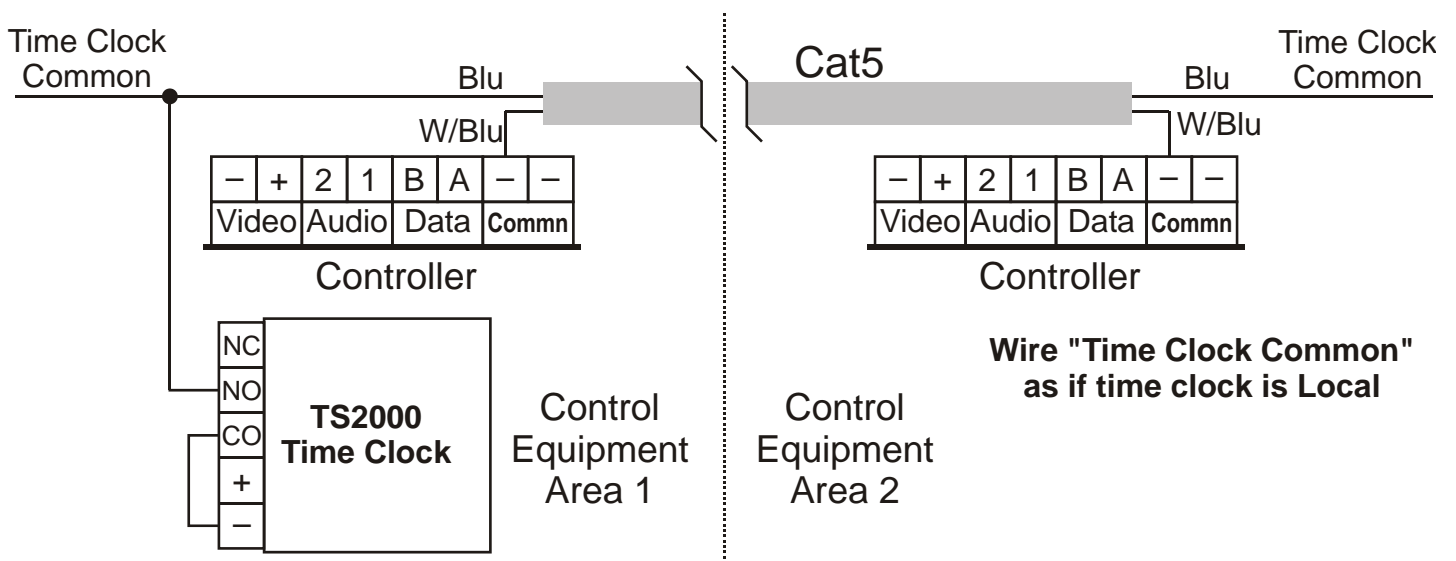 Time Clock
Common
Blu
W/Blu
Cat5
Blu
W/Blu
Time Clock
Common
– + 2 1 B A – –
Video Audio Data Commn
Controller
– + 2 1 B A – –
Video Audio Data Commn
Controller
NC
NO
CO
+
–
TS2000
Time Clock
Control
Equipment
Area 1
Control
Equipment
Area 2
Wire "Time Clock Common"
as if time clock is Local